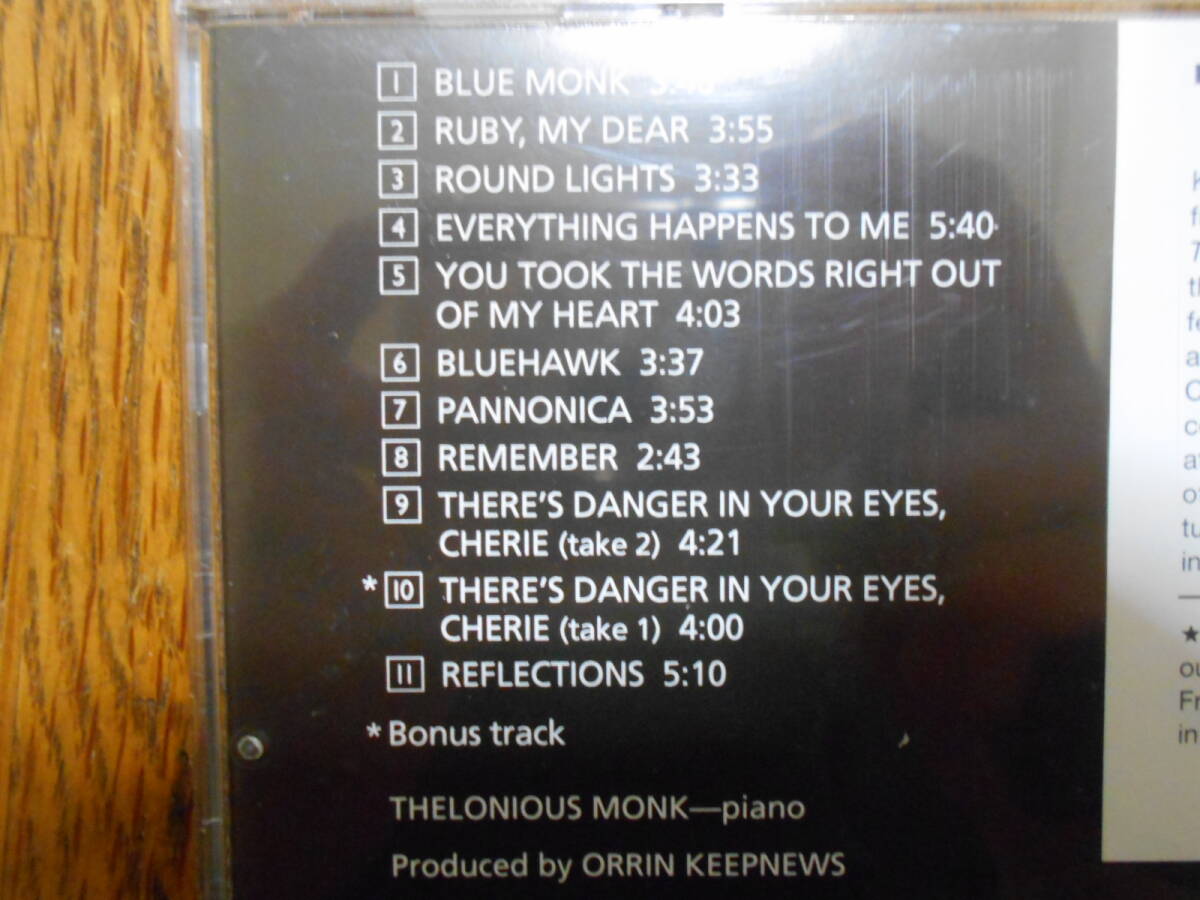 1 BLUE MONK
2 RUBY, MY DEAR 3:55
3 ROUND LIGHTS 3:33
4 EVERYTHING HAPPENS TO ME 5:40
5 YOU TOOK THE WORDS RIGHT OUT
OF MY HEART 4:03
6 BLUEHAWK 3:37
7 PANNONICA 3:53
8 REMEMBER 2:43
9 THERE'S DANGER IN YOUR EYES,
CHERIE (take 2) 4:21
* 10 THERE'S DANGER IN YOUR EYES,
CHERIE (take 1) 4:00
11 REFLECTIONS 5:10
* Bonus track
THELONIOUS MONK—piano
Produced by ORRIN KEEPNEWS